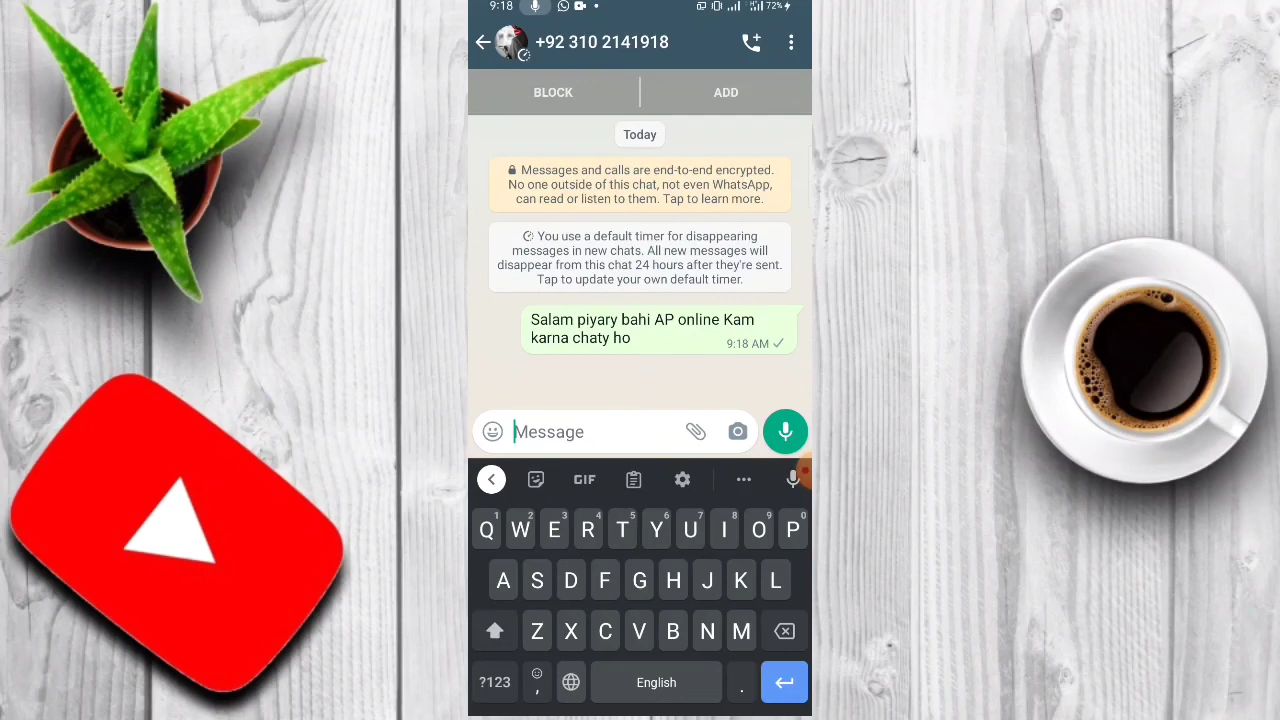 9:18
72%
+92 310 2141918
BLOCK
ADD
Today
Messages and calls are end-to-end encrypted.
No one outside of this chat, not even WhatsApp,
can read or listen to them. Tap to learn more.
You use a default timer for disappearing
messages in new chats. All new messages will
disappear from this chat 24 hours after they're sent.
Tap to update your own default timer.
Salam piyary bahi AP online Kam
karna chaty ho
9:18 AM
Message
GIF
1 2 3 4 5 6 7 8 9 0
Q W E R T Y U I O P
A S D F G H J K L
Z X C V B N M
?123 , English .